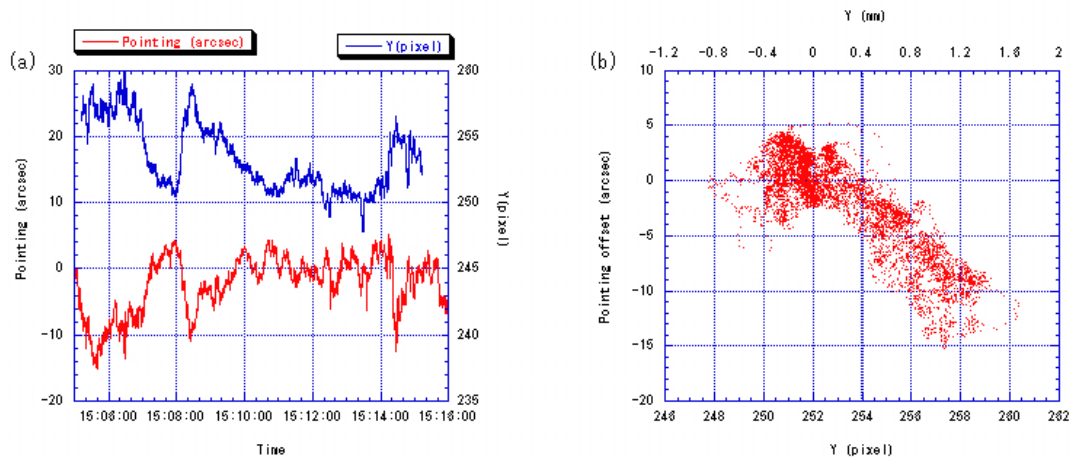 Y (mm)
Pointing (arcsec)
Y(pixel)
(a)
30
20
10
0
-10
-20
Pointing (arcsec)
260
255
250
245
240
235
Y(pixel)
15:06:00 15:08:00 15:10:00 15:12:00 15:14:00 15:16:00
Time
(b)
-1.2 -0.8 -0.4 0 0.4 0.8 1.2 1.6 2
10
5
0
-5
-10
-15
-20
Pointing offset (arcsec)
246 248 250 252 254 256 258 260 262
Y (pixel)